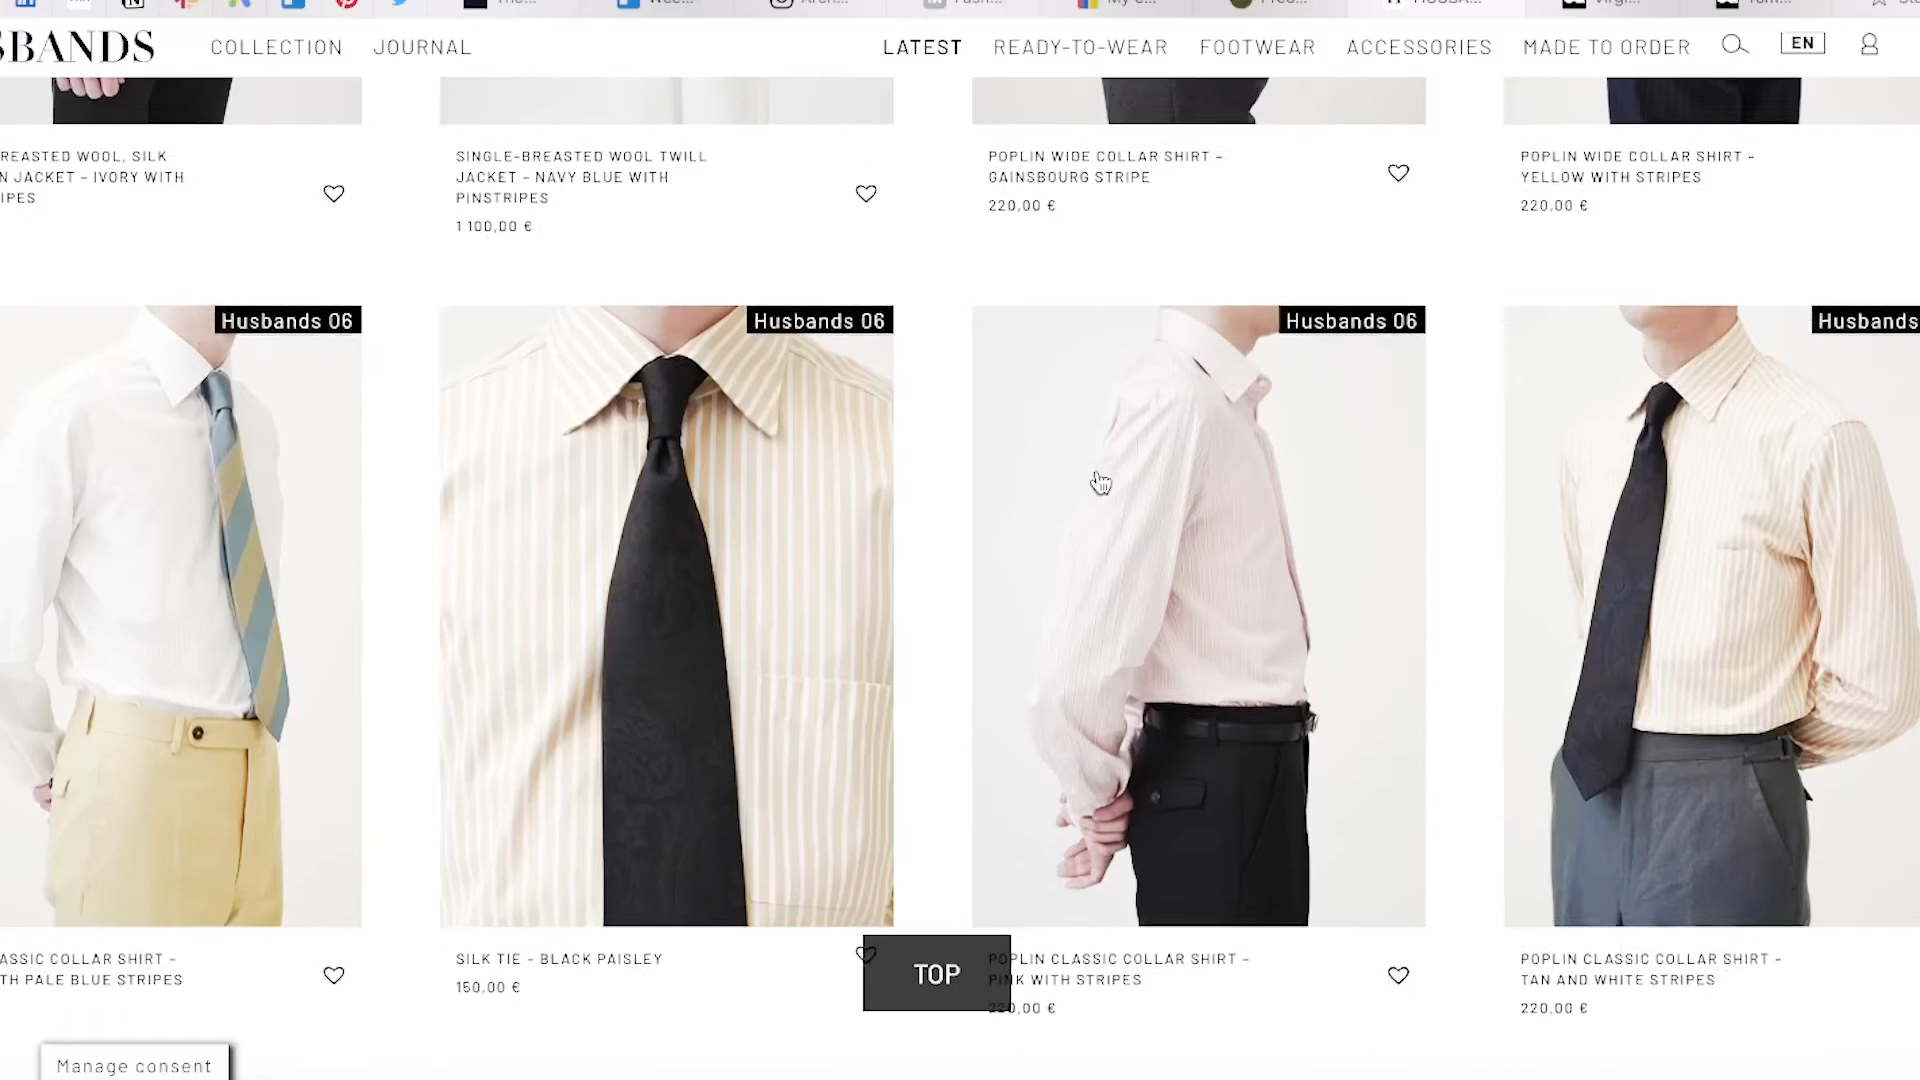 SBANDS
COLLECTION
JOURNAL
LATEST
READY-TO-WEAR
FOOTWEAR
ACCESSORIES
MADE TO ORDER
EN
REASTED WOOL, SILK
N JACKET – IVORY WITH
IPES
SINGLE-BREASTED WOOL TWILL
JACKET – NAVY BLUE WITH
PINSTRIPES
1 100,00 €
POPLIN WIDE COLLAR SHIRT –
GAINSBOURG STRIPE
220,00 €
POPLIN WIDE COLLAR SHIRT –
YELLOW WITH STRIPES
220,00 €
Husbands 06
Husbands 06
Husbands 06
Husbands
ASSIC COLLAR SHIRT –
TH PALE BLUE STRIPES
SILK TIE – BLACK PAISLEY
150,00 €
TOP
POPLIN CLASSIC COLLAR SHIRT –
PINK WITH STRIPES
220,00 €
POPLIN CLASSIC COLLAR SHIRT –
TAN AND WHITE STRIPES
220,00 €
Manage consent